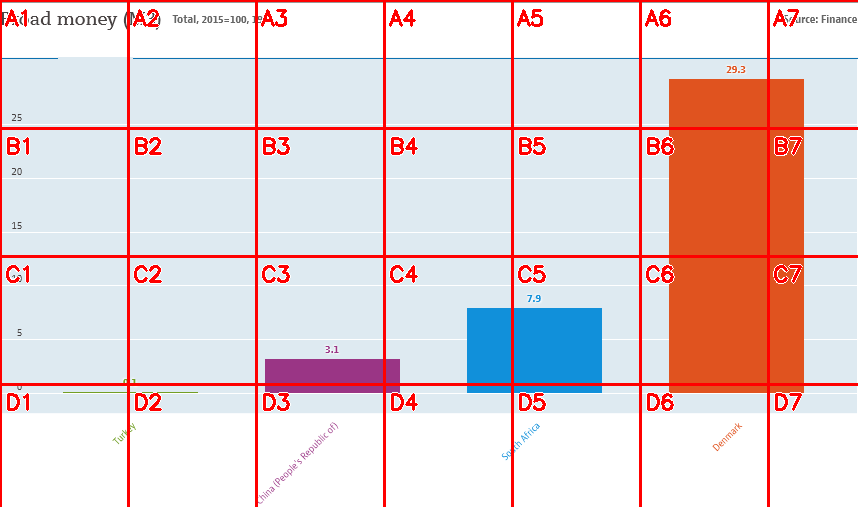 Broad money (M3) Total, 2015=100, Source: Finance
29.3
25
20
15
10
7.9
5
3.1
0.1
0
Turkey
China (People's Republic of)
South Africa
Denmark
A1 A2 A3 A4 A5 A6 A7
B1 B2 B3 B4 B5 B6 B7
C1 C2 C3 C4 C5 C6 C7
D1 D2 D3 D4 D5 D6 D7